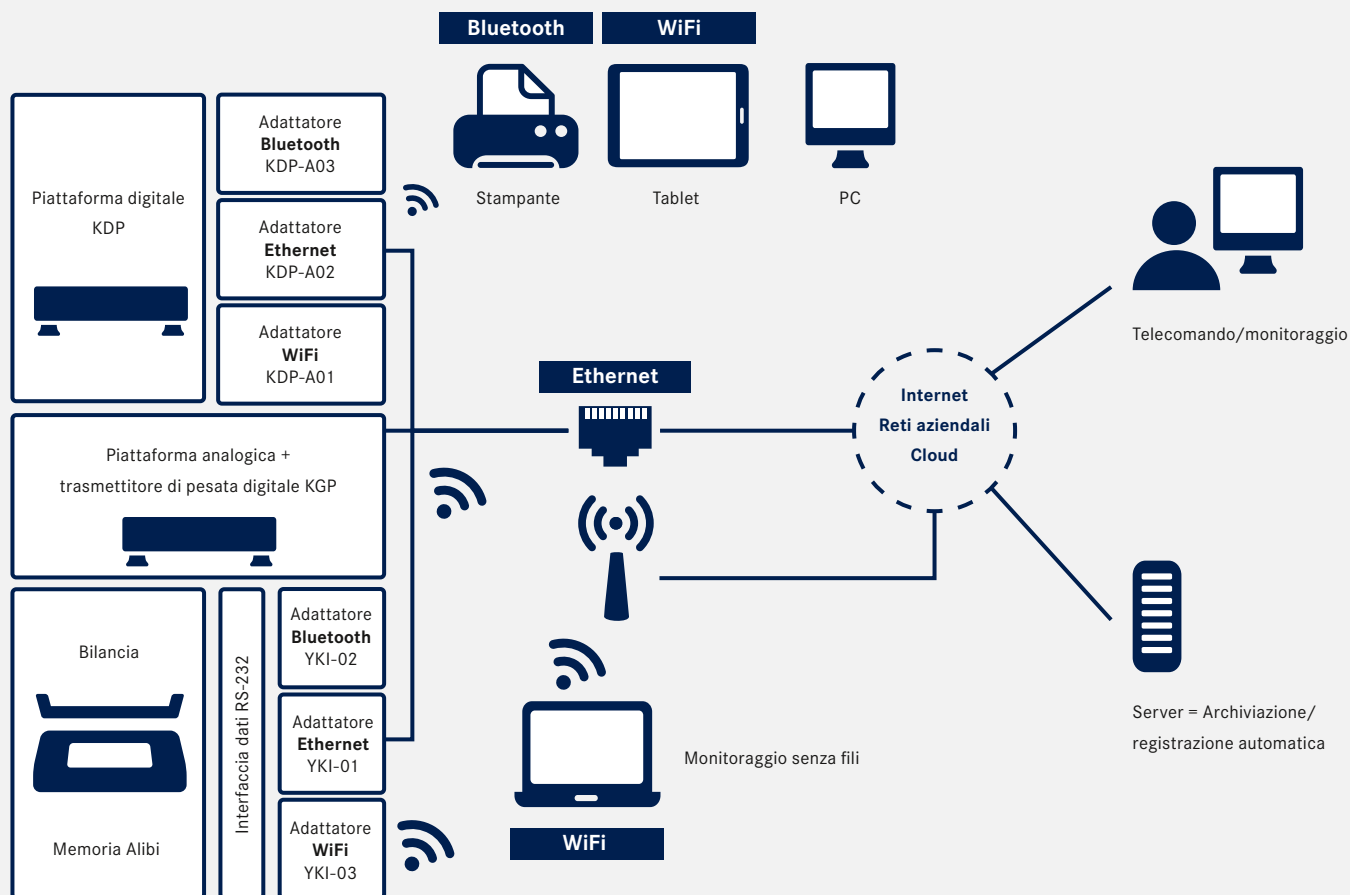 Bluetooth
WiFi
Stampante
Tablet
PC
Piattaforma digitale
KDP
Adattatore
Bluetooth
KDP-A03
Adattatore
Ethernet
KDP-A02
Adattatore
WiFi
KDP-A01
Piattaforma analogica +
trasmettitore di pesata digitale KGP
Bilancia
Memoria Alibi
Interfaccia dati RS-232
Adattatore
Bluetooth
YKI-02
Adattatore
Ethernet
YKI-01
Adattatore
WiFi
YKI-03
Ethernet
Monitoraggio senza fili
WiFi
Internet
Reti aziendali
Cloud
Telecomando/monitoraggio
Server = Archiviazione/
registrazione automatica